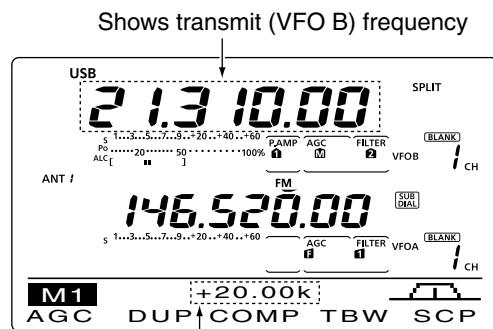 Shows transmit (VFO B) frequency
USB
21.310.00
SPLIT
S 1...3...5...7...9..+20...+40...+60
Po ......20......50............100%
ALC [ ]
P.AMP AGC FILTER
1 M 2
VFOB
BLANK
1 CH
ANT 1
FM
146.520.00
SUB DIAL
S 1...3...5...7...9..+20...+40...+60
AGC FILTER
F 1
VFOA
BLANK
1 CH
M1
+20.00k
AGC DUP COMP TBW SCP